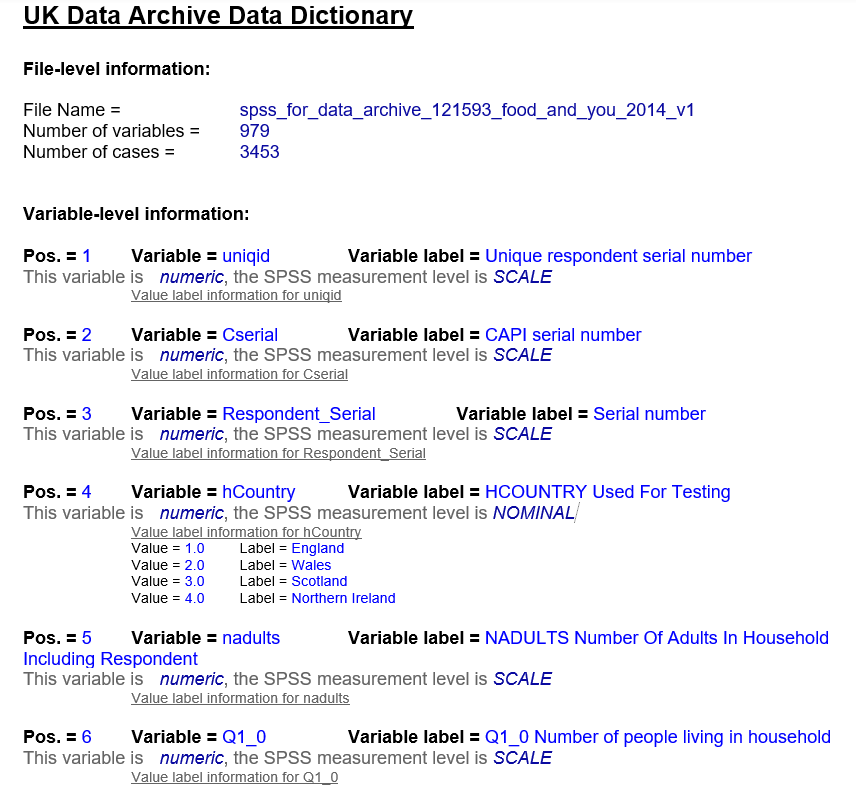 UK Data Archive Data Dictionary
File-level information:
File Name = spss_for_data_archive_121593_food_and_you_2014_v1
Number of variables = 979
Number of cases = 3453
Variable-level information:
Pos. = 1 Variable = uniqid Variable label = Unique respondent serial number
This variable is numeric, the SPSS measurement level is SCALE
Value label information for uniqid
Pos. = 2 Variable = Cserial Variable label = CAPI serial number
This variable is numeric, the SPSS measurement level is SCALE
Value label information for Cserial
Pos. = 3 Variable = Respondent_Serial Variable label = Serial number
This variable is numeric, the SPSS measurement level is SCALE
Value label information for Respondent_Serial
Pos. = 4 Variable = hCountry Variable label = HCOUNTRY Used For Testing
This variable is numeric, the SPSS measurement level is NOMINAL
Value label information for hCountry
Value = 1.0 Label = England
Value = 2.0 Label = Wales
Value = 3.0 Label = Scotland
Value = 4.0 Label = Northern Ireland
Pos. = 5 Variable = nadults Variable label = NADULTS Number Of Adults In Household
Including Respondent
This variable is numeric, the SPSS measurement level is SCALE
Value label information for nadults
Pos. = 6 Variable = Q1_0 Variable label = Q1_0 Number of people living in household
This variable is numeric, the SPSS measurement level is SCALE
Value label information for Q1_0